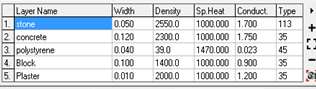 Layer Name Width Density Sp.Heat Conduct. Type
1. stone 0.050 2550.0 1000.000 1.700 113
2. concrete 0.120 2300.0 1000.000 1.750 35
3. polystyrene 0.040 39.0 1470.000 0.023 45
4. Block 0.100 1400.0 1000.000 0.900 35
5. Plaster 0.010 2000.0 1000.000 1.200 35